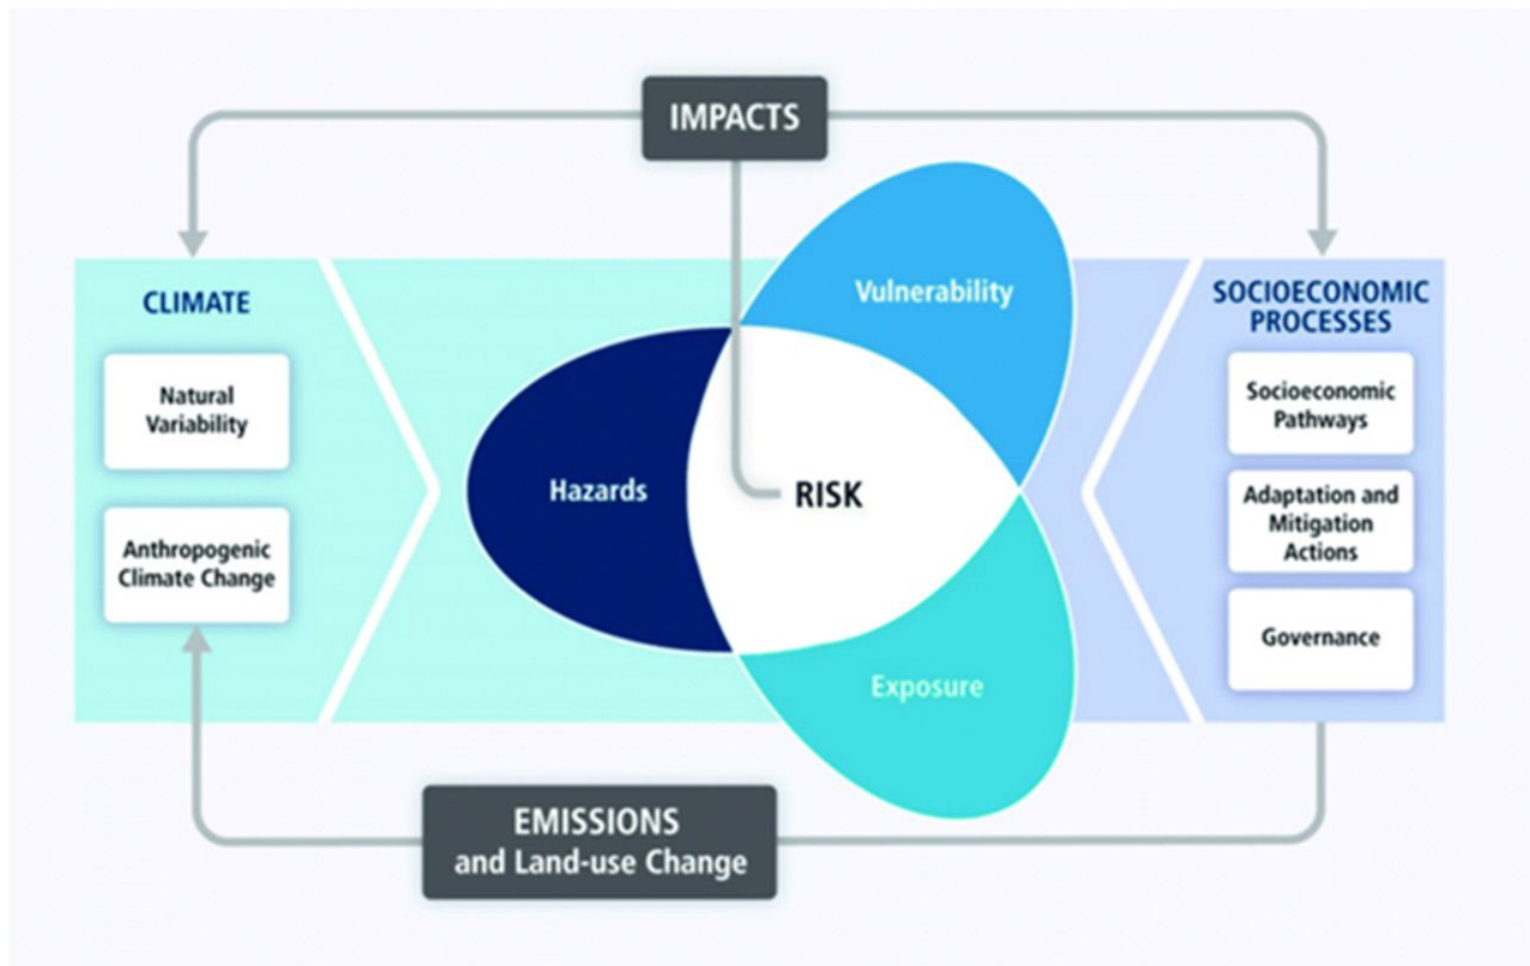 IMPACTS
Vulnerability
CLIMATE
Natural
Variability
Anthropogenic
Climate Change
Hazards
RISK
Exposure
SOCIOECONOMIC
PROCESSES
Socioeconomic
Pathways
Adaptation and
Mitigation
Actions
Governance
EMISSIONS
and Land-use Change